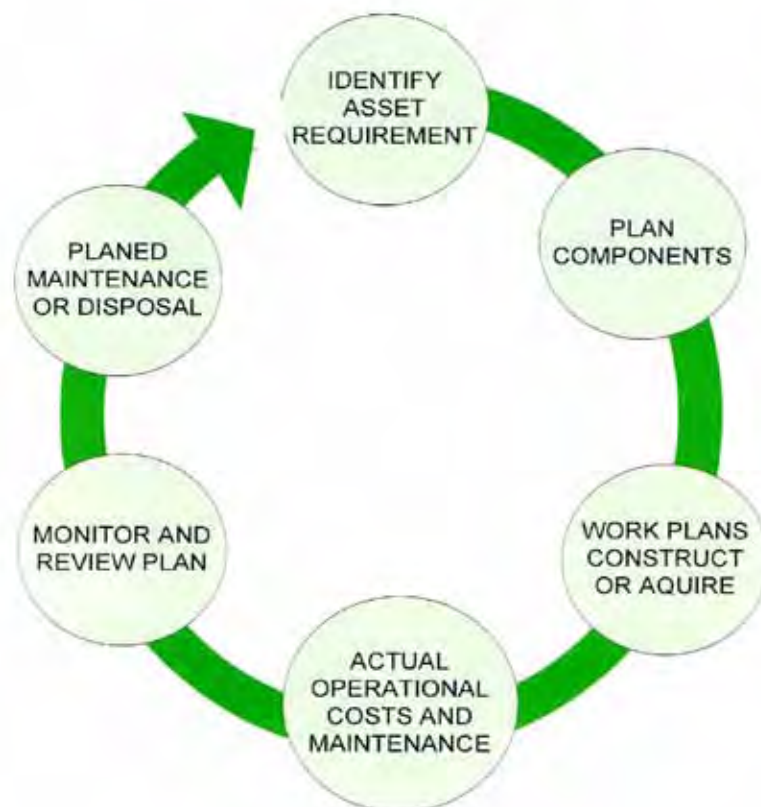 IDENTIFY
ASSET
REQUIREMENT
PLAN
COMPONENTS
WORK PLANS
CONSTRUCT
OR AQUIRE
ACTUAL
OPERATIONAL
COSTS AND
MAINTENANCE
MONITOR AND
REVIEW PLAN
PLANED
MAINTENANCE
OR DISPOSAL